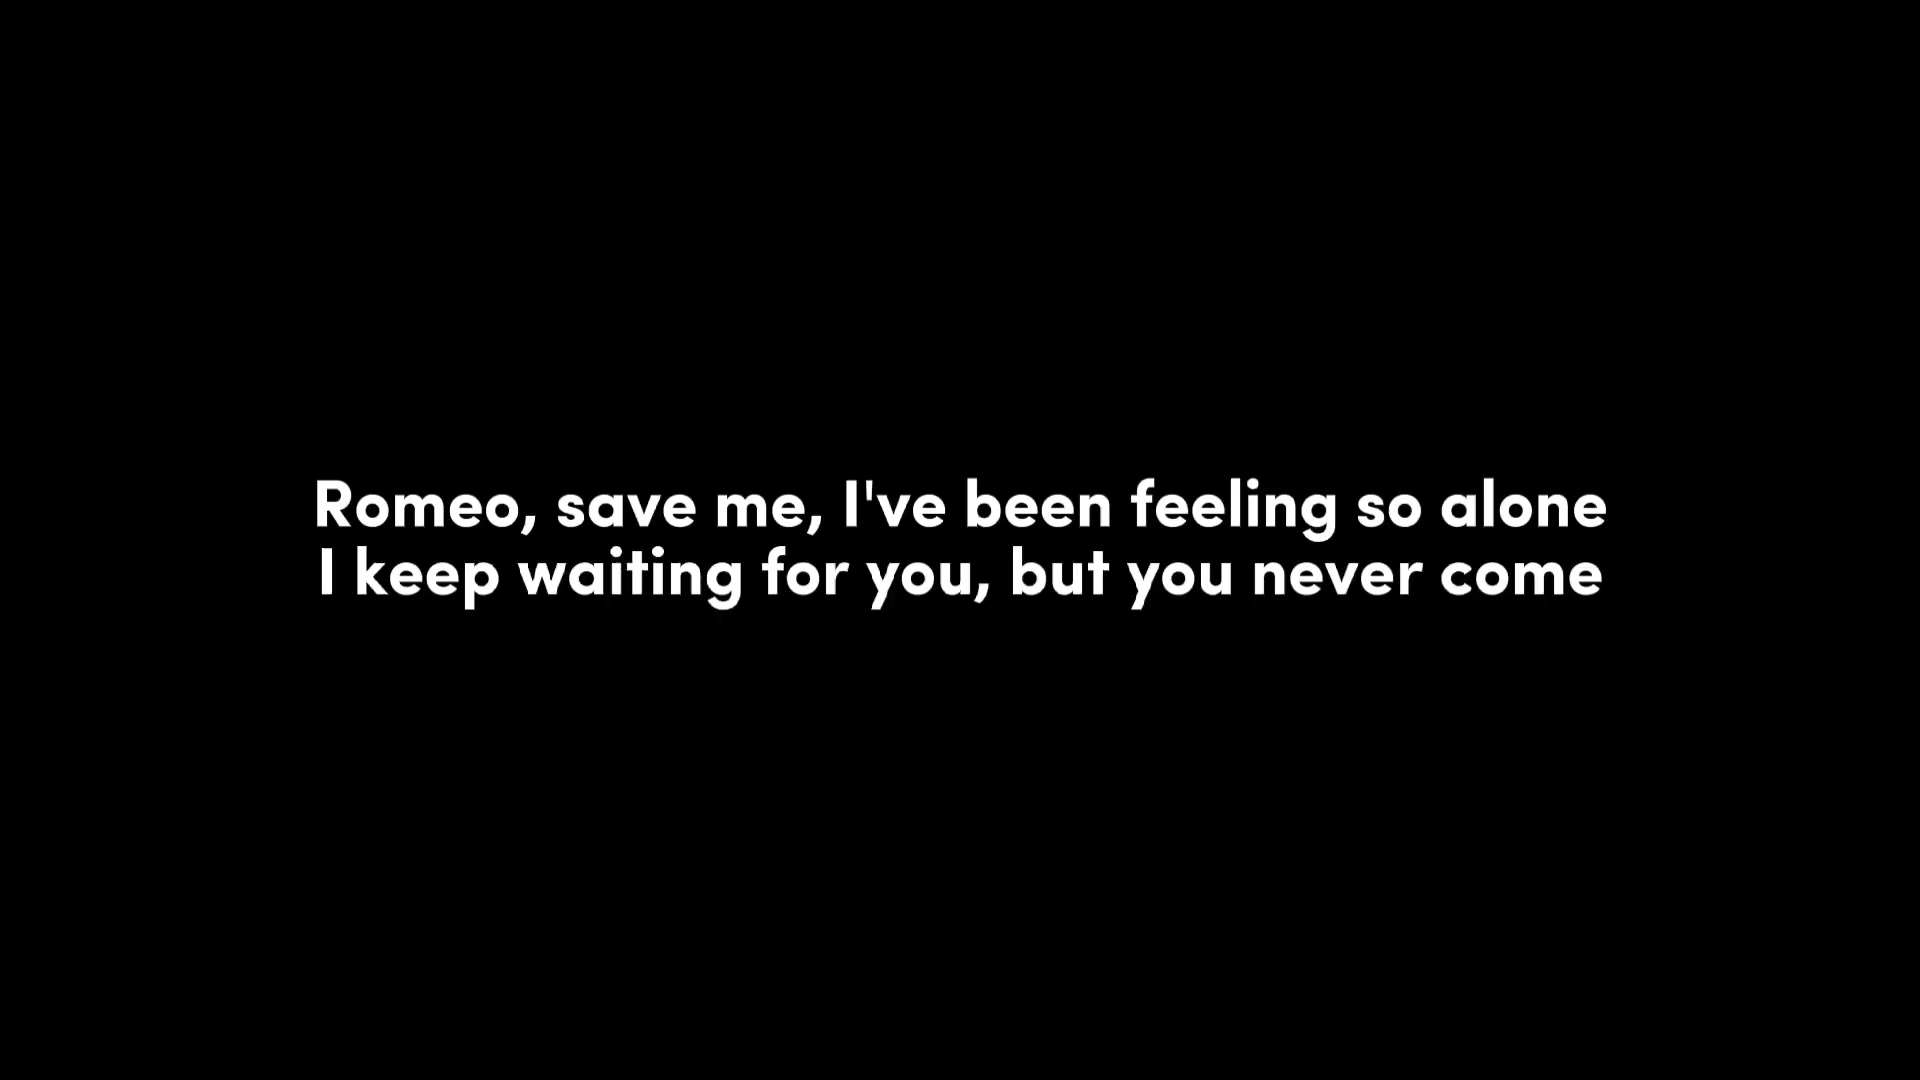 Romeo, save me, I've been feeling so alone
I keep waiting for you, but you never come